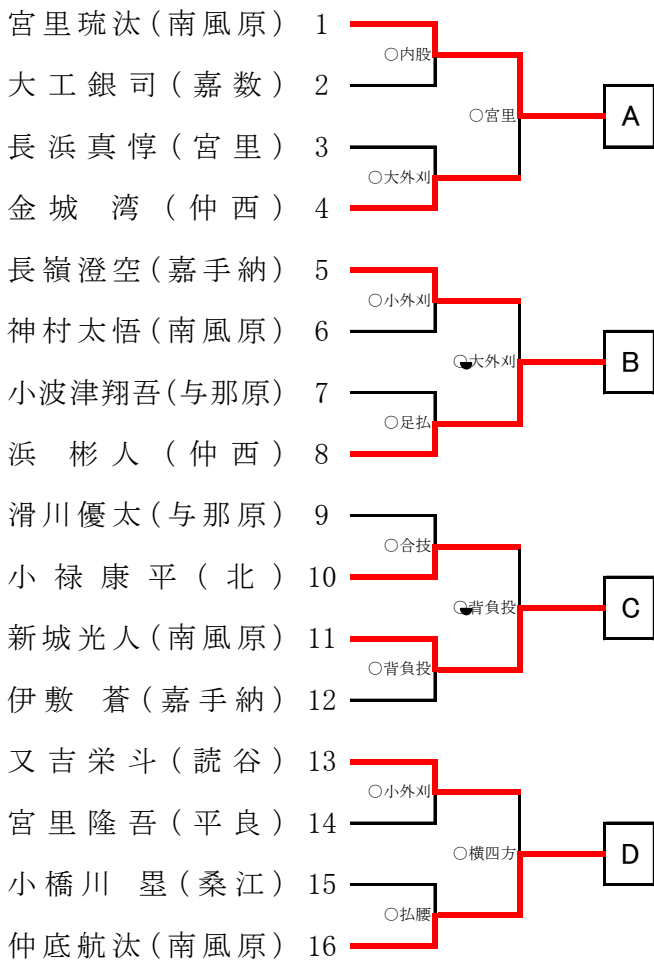 宮里琉汰(南風原) 1
○内股
大工銀司(嘉数) 2
○宮里
A
長浜真惇(宮里) 3
○大外刈
金城 湾(仲西) 4
長嶺澄空(嘉手納) 5
○小外刈
神村太悟(南風原) 6
○大外刈
B
小波津翔吾(与那原) 7
○足払
浜 彬人(仲西) 8
滑川優太(与那原) 9
○合技
小禄康平(北) 10
○背負投
C
新城光人(南風原) 11
○背負投
伊敷 蒼(嘉手納) 12
又吉栄斗(読谷) 13
○小外刈
宮里隆吾(平良) 14
○横四方
D
小橋川 塁(桑江) 15
○払腰
仲底航汰(南風原) 16